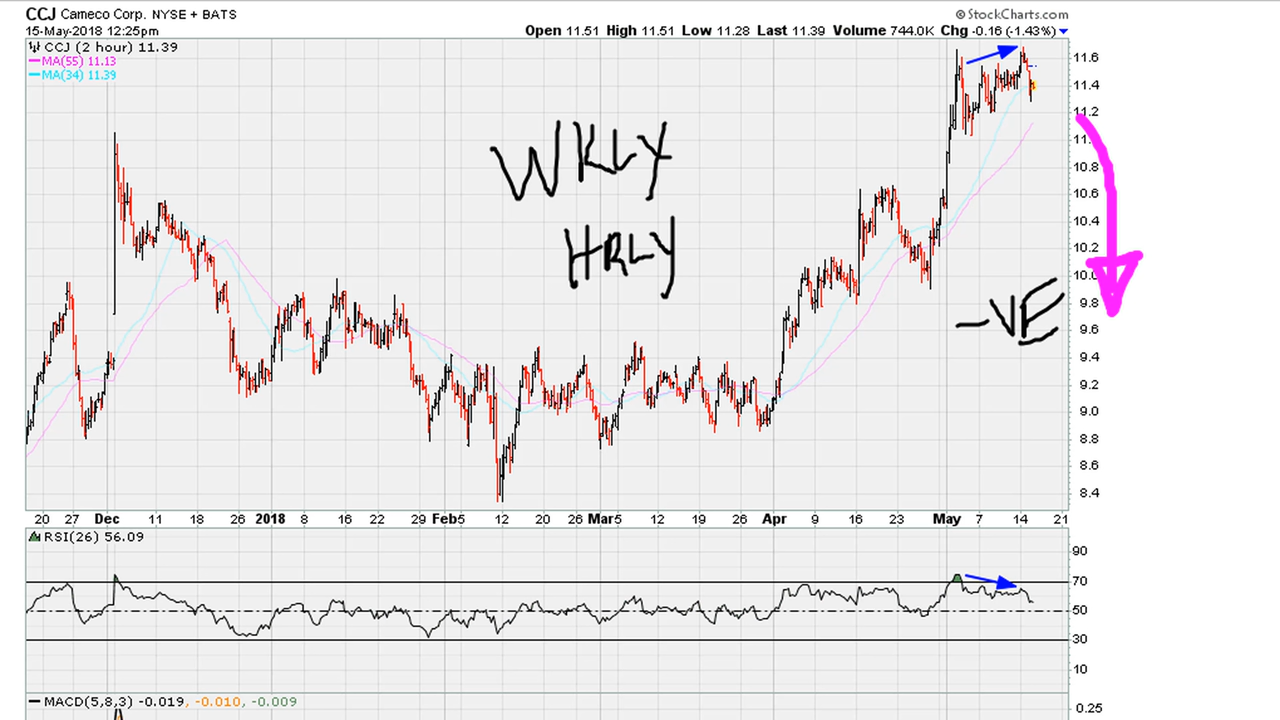 CCJ Cameco Corp. NYSE + BATS
© StockCharts.com
15-May-2018 12:25pm
Open 11.51 High 11.51 Low 11.28 Last 11.39 Volume 744.0K Chg -0.16 (-1.43%)
CCJ (2 hour) 11.39
MA(55) 11.13
MA(34) 11.39
11.6
11.4
11.2
11.0
10.8
10.6
10.4
10.2
10.0
9.8
9.6
9.4
9.2
9.0
8.8
8.6
8.4
WKLY
HRLY
-VE
20 27 Dec 11 18 26 2018 8 16 22 29 Feb 5 12 20 26 Mar 5 12 19 26 Apr 9 16 23 May 7 14 21
RSI(26) 56.09
90
70
50
30
10
MACD(5,8,3) -0.019, -0.010, -0.009
0.25